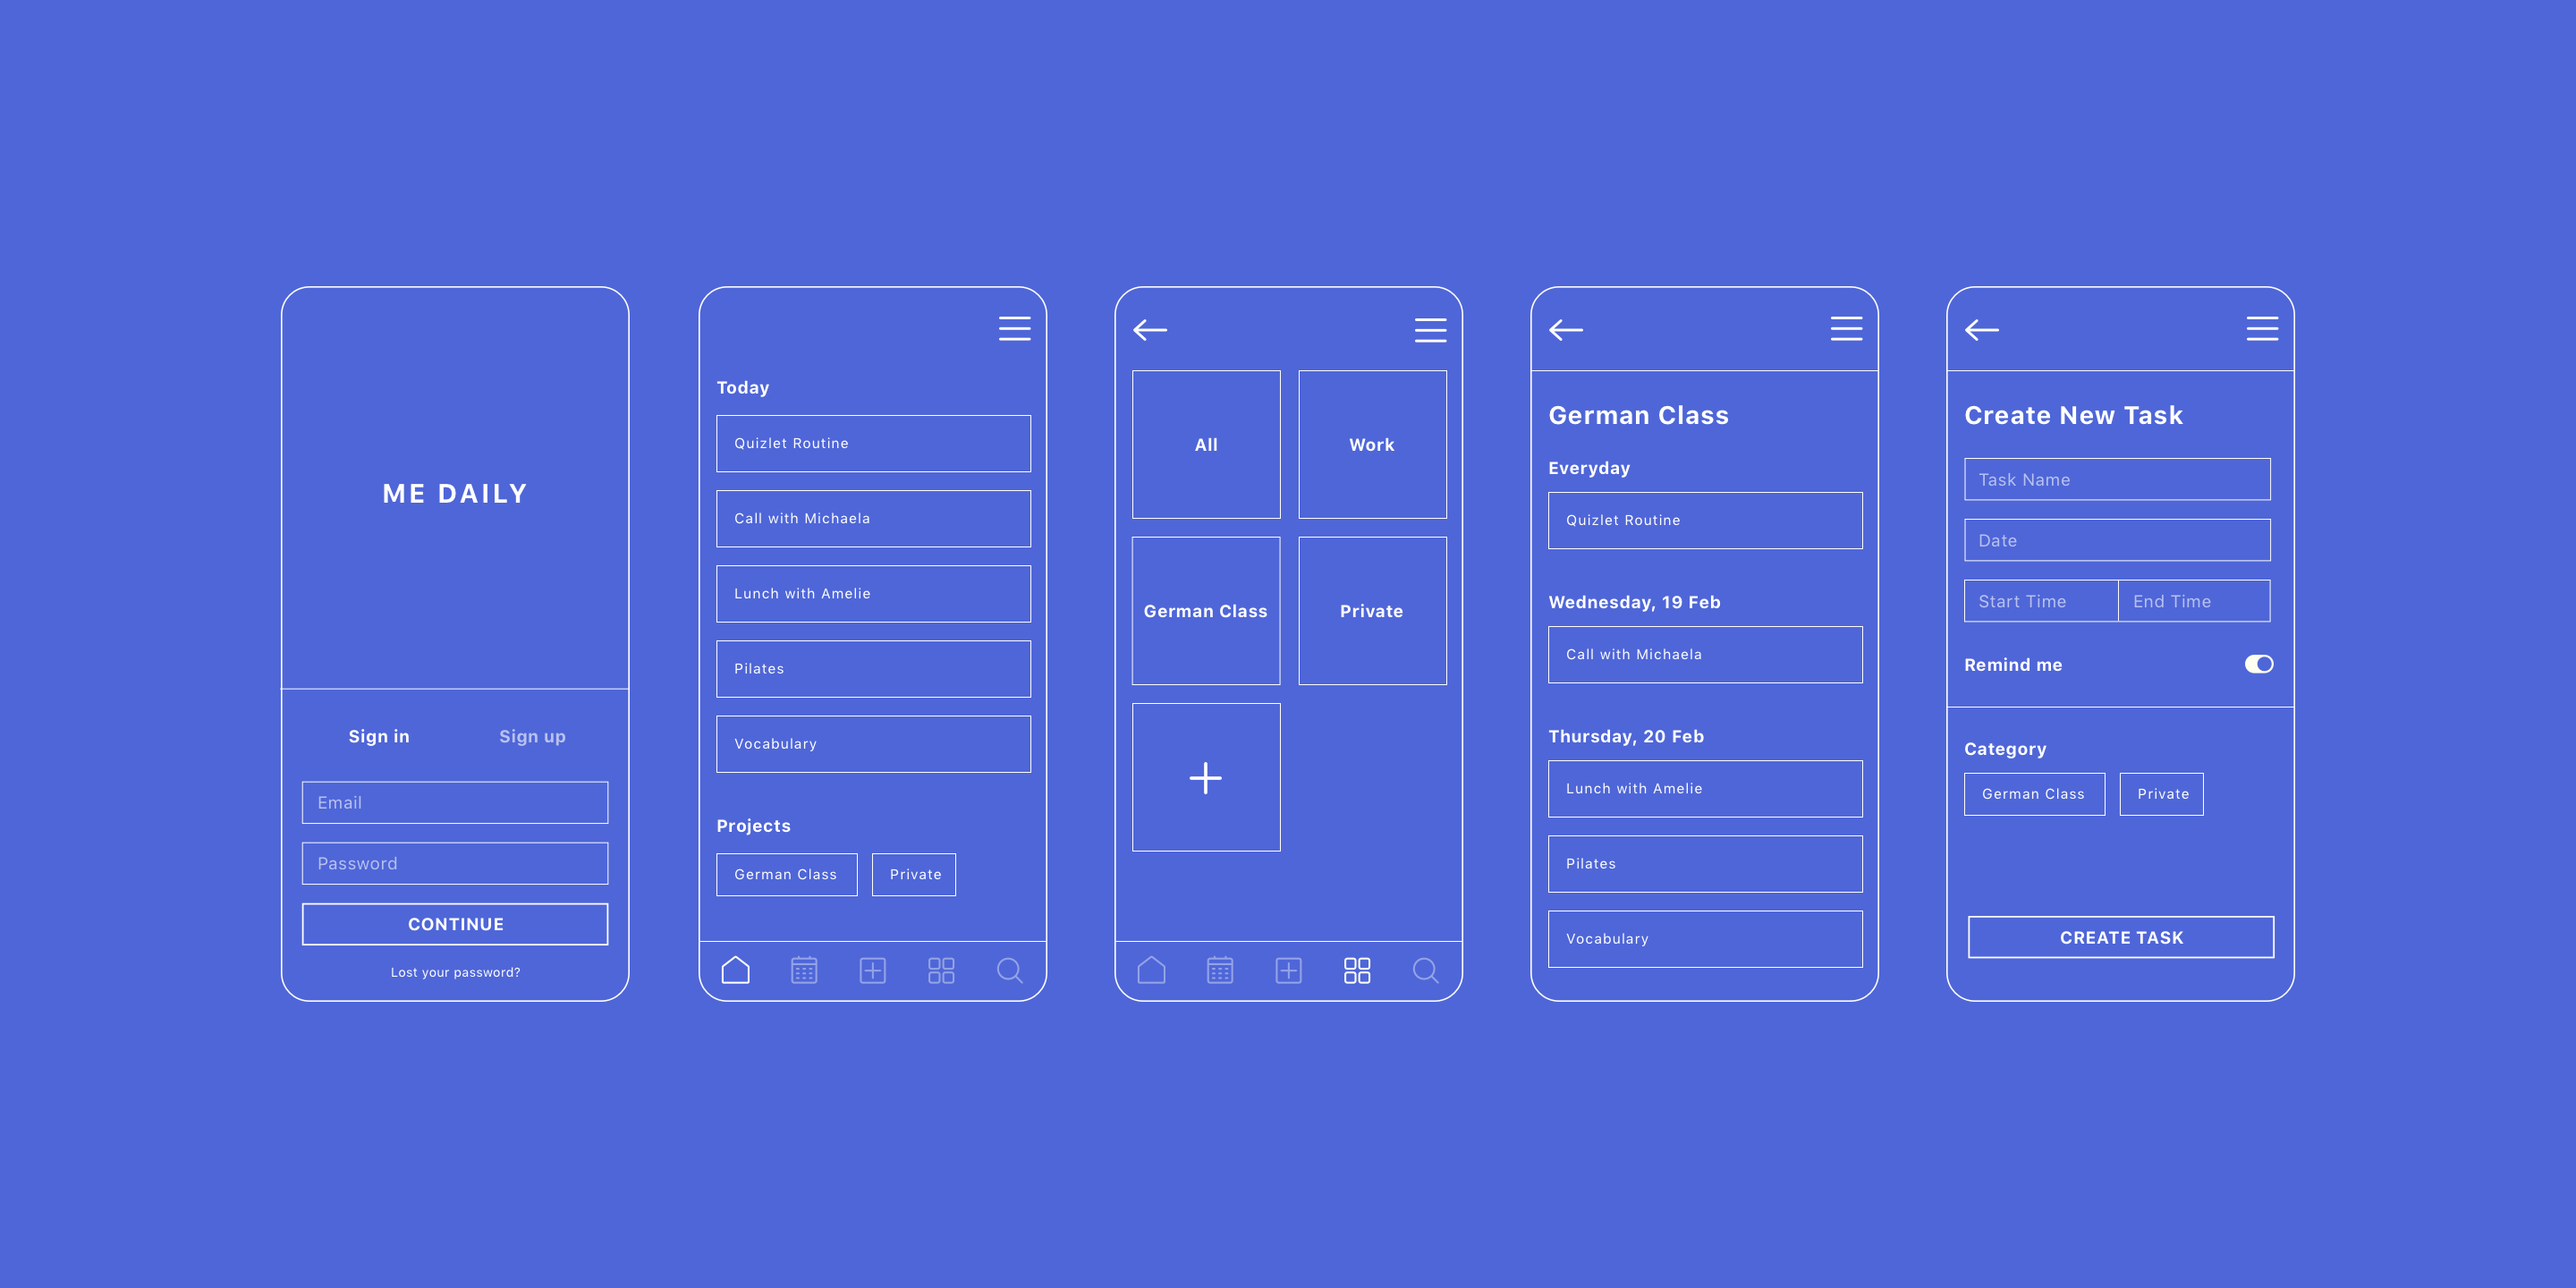 ME DAILY
Sign in Sign up
Email
Password
CONTINUE
Lost your password?
Today
Quizlet Routine
Call with Michaela
Lunch with Amelie
Pilates
Vocabulary
Projects
German Class Private
All Work
German Class Private
German Class
Everyday
Quizlet Routine
Wednesday, 19 Feb
Call with Michaela
Thursday, 20 Feb
Lunch with Amelie
Pilates
Vocabulary
Create New Task
Task Name
Date
Start Time End Time
Remind me
Category
German Class Private
CREATE TASK